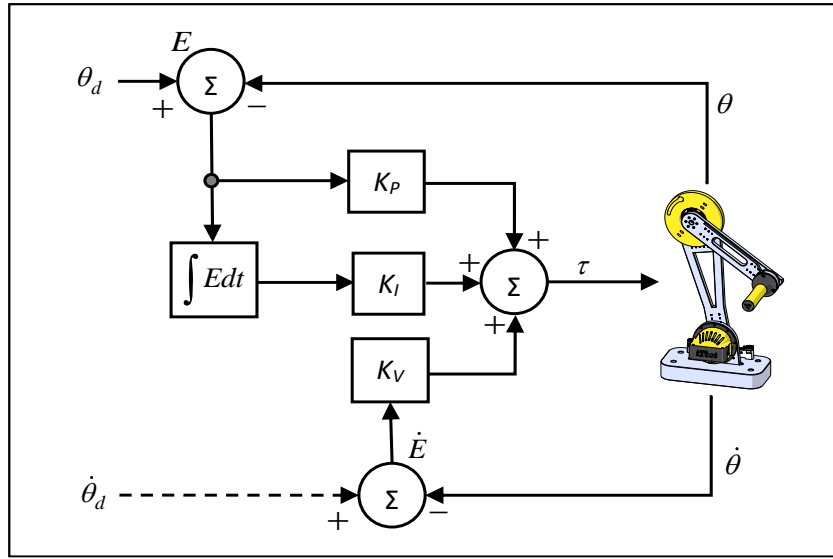 E
θ_d
Σ
+
−
θ
K_P
+
∫ Edt
K_I
+
Σ
τ
+
K_V
Ė
θ̇
θ̇_d
Σ
+
−